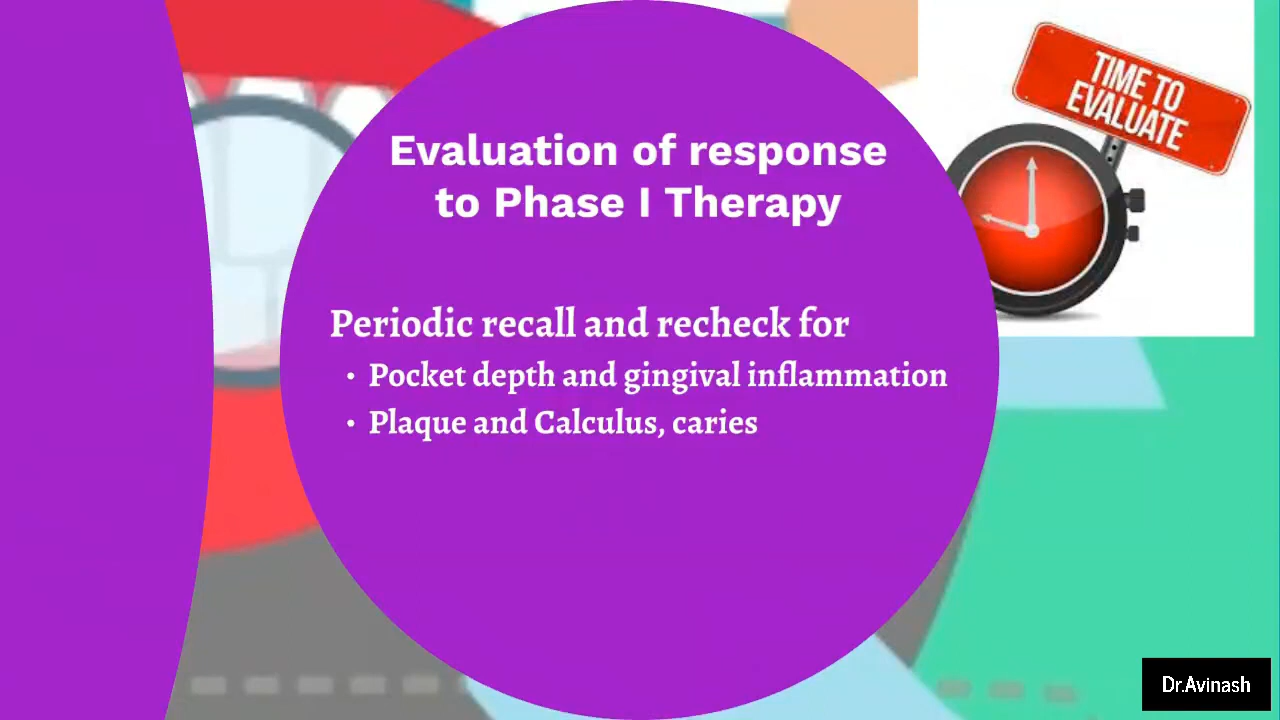 Evaluation of response
to Phase I Therapy
TIME TO
EVALUATE
Periodic recall and recheck for
• Pocket depth and gingival inflammation
• Plaque and Calculus, caries
Dr.Avinash